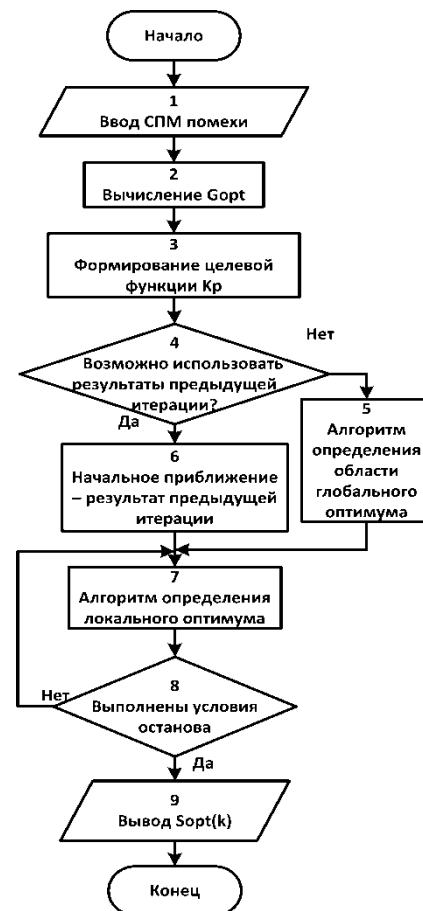 Начало
1
Ввод СПМ помехи
2
Вычисление Gopt
3
Формирование целевой
функции Кр
Нет
4
Возможно использовать
результаты предыдущей
итерации?
Да
5
Алгоритм
определения
области
глобального
оптимума
6
Начальное приближение
– результат предыдущей
итерации
7
Алгоритм определения
локального оптимума
8
Нет
Выполнены условия
останова
Да
9
Вывод Sopt(k)
Конец